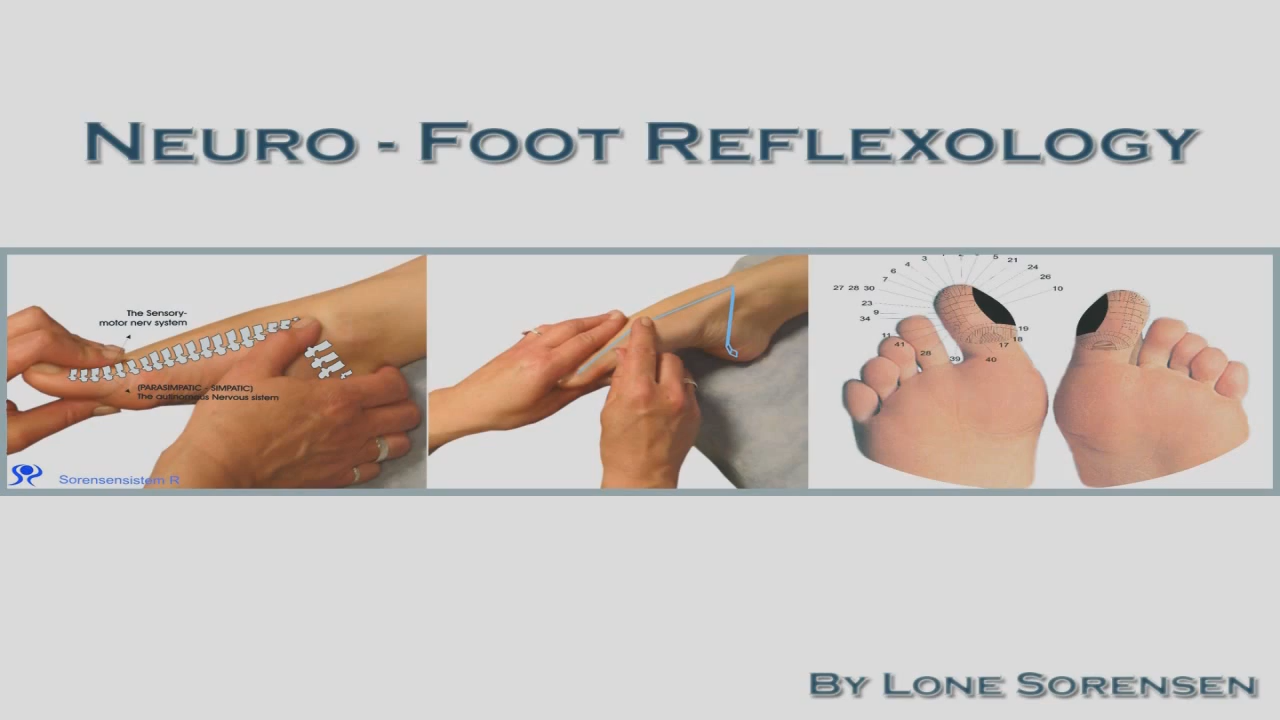 NEURO - FOOT REFLEXOLOGY
The Sensory-
motor nerv system
(PARASIMPATIC - SIMPATIC)
The autinomous Nervous sistem
Sorensensistem R
3
5
21
4
24
6
26
7
10
27 28 30
23
9
34
19
11
18
41
17
28
39
40
BY LONE SORENSEN